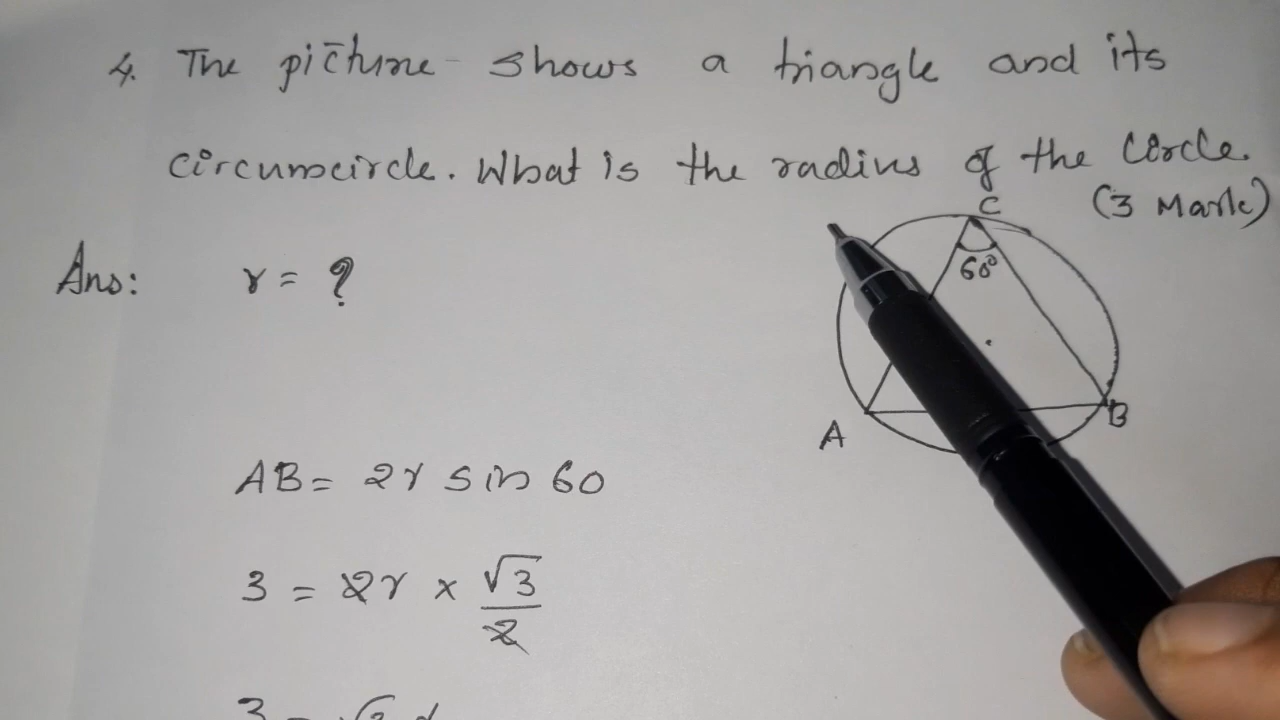 4. The picture shows a triangle and its
circumcircle. What is the radius of the circle.
(3 Mark)
C
60°
Ans: r = ?
A
B
AB = 2r sin 60
3 = 2r × √3/2